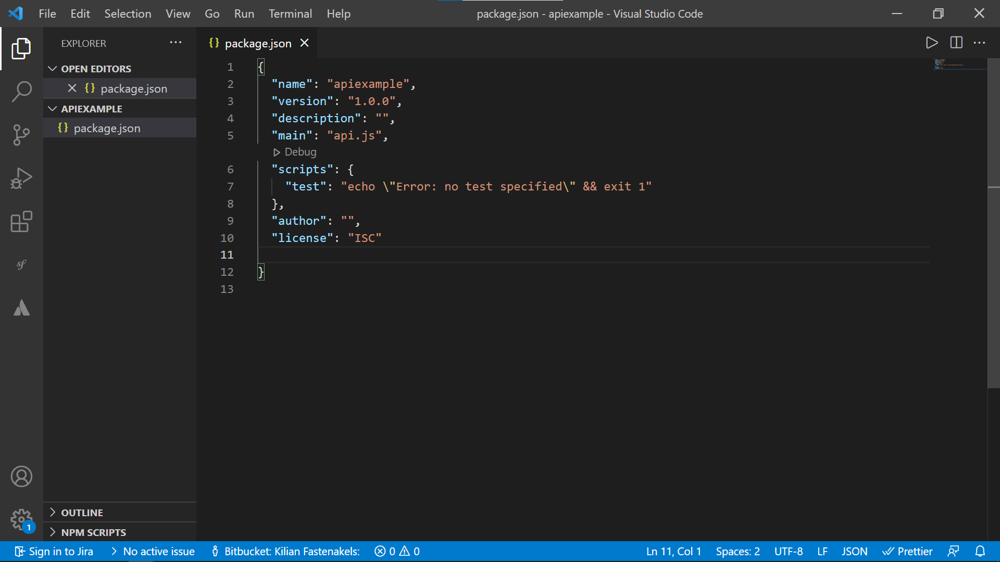 File Edit Selection View Go Run Terminal Help
package.json - apiexample - Visual Studio Code
EXPLORER
OPEN EDITORS
{} package.json
APIEXAMPLE
{} package.json
OUTLINE
NPM SCRIPTS
{} package.json
1 {
2 "name": "apiexample",
3 "version": "1.0.0",
4 "description": "",
5 "main": "api.js",
Debug
6 "scripts": {
7 "test": "echo \"Error: no test specified\" && exit 1"
8 },
9 "author": "",
10 "license": "ISC"
11
12 }
13
sf
1
Sign in to Jira No active issue Bitbucket: Kilian Fastenakels: 0 0 Ln 11, Col 1 Spaces: 2 UTF-8 LF JSON Prettier